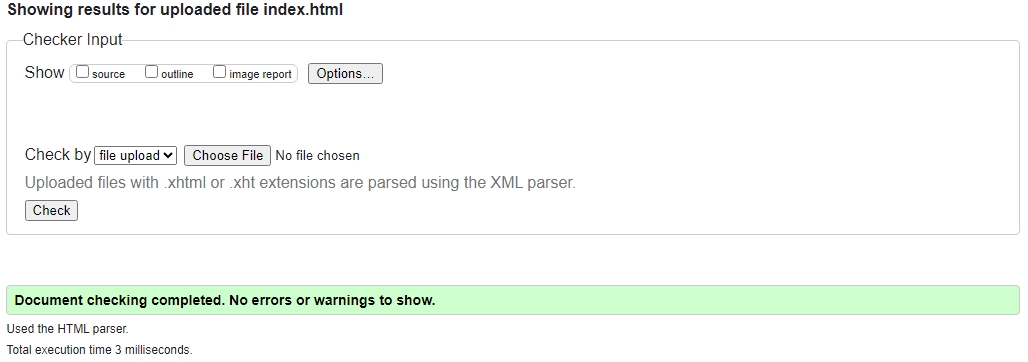 Showing results for uploaded file index.html
Checker Input
Show source outline image report Options...
Check by file upload Choose File No file chosen
Uploaded files with .xhtml or .xht extensions are parsed using the XML parser.
Check
Document checking completed. No errors or warnings to show.
Used the HTML parser.
Total execution time 3 milliseconds.